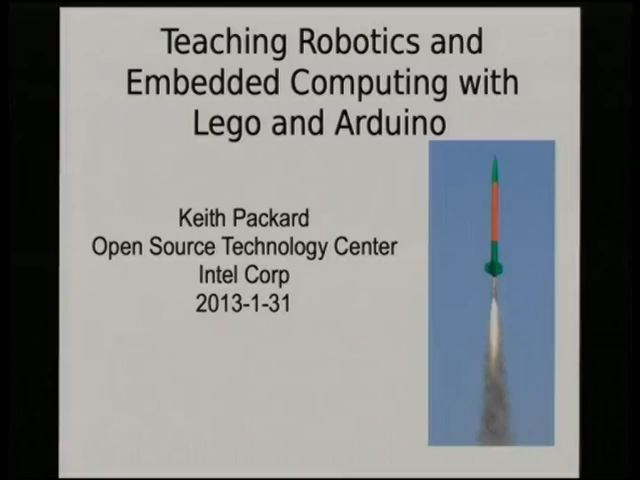 Teaching Robotics and
Embedded Computing with
Lego and Arduino
Keith Packard
Open Source Technology Center
Intel Corp
2013-1-31